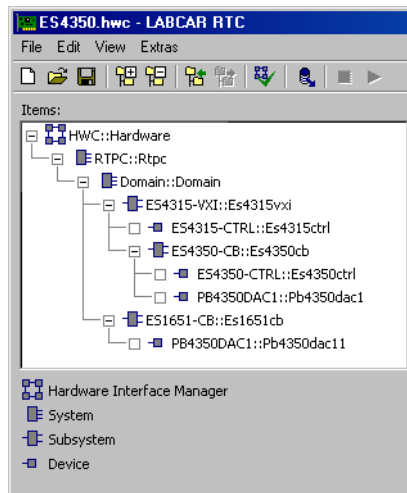 ES4350.hwc - LABCAR RTC
File Edit View Extras
Items:
HWC::Hardware
RTPC::Rtpc
Domain::Domain
ES4315-VXI::Es4315vxi
ES4315-CTRL::Es4315ctrl
ES4350-CB::Es4350cb
ES4350-CTRL::Es4350ctrl
PB4350DAC1::Pb4350dac1
ES1651-CB::Es1651cb
PB4350DAC1::Pb4350dac11
Hardware Interface Manager
System
Subsystem
Device